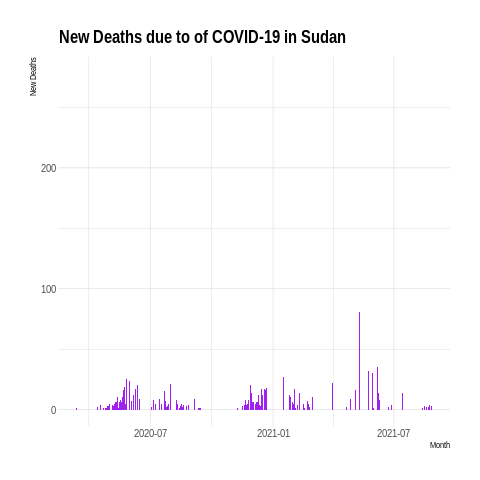 New Deaths due to of COVID-19 in Sudan
New Deaths
200
100
0
2020-07 2021-01 2021-07
Month